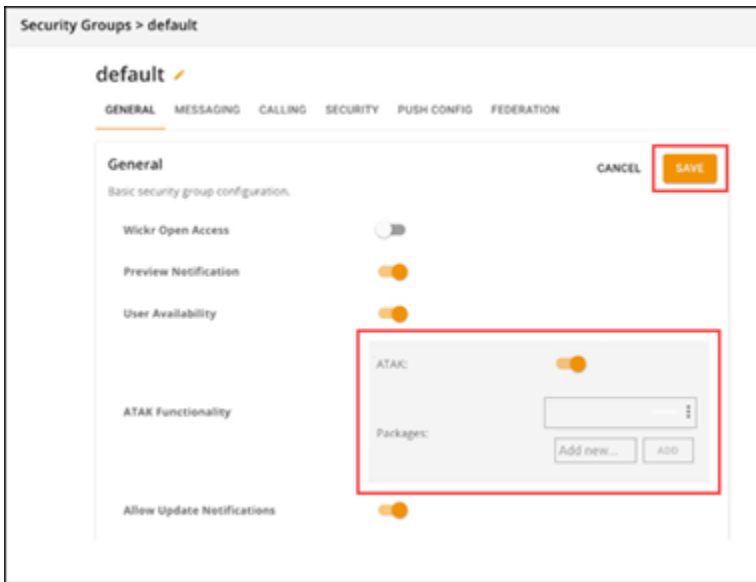 Security Groups > default
default
GENERAL MESSAGING CALLING SECURITY PUSH CONFIG FEDERATION
General
CANCEL SAVE
Basic security group configuration.
Wickr Open Access
Preview Notification
User Availability
ATAK:
ATAK Functionality
Packages:
Add new... ADD
Allow Update Notifications